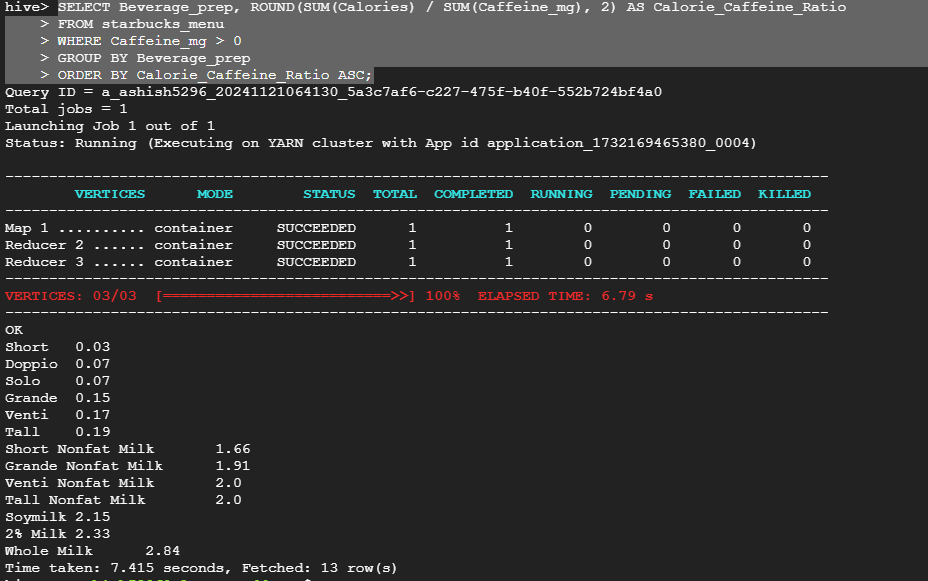 hive> SELECT Beverage_prep, ROUND(SUM(Calories) / SUM(Caffeine_mg), 2) AS Calorie_Caffeine_Ratio
    > FROM starbucks_menu
    > WHERE Caffeine_mg > 0
    > GROUP BY Beverage_prep
    > ORDER BY Calorie_Caffeine_Ratio ASC;
Query ID = a_ashish5296_20241121064130_5a3c7af6-c227-475f-b40f-552b724bf4a0
Total jobs = 1
Launching Job 1 out of 1
Status: Running (Executing on YARN cluster with App id application_1732169465380_0004)
----------------------------------------------------------------------------------------------
        VERTICES      MODE        STATUS  TOTAL  COMPLETED  RUNNING  PENDING  FAILED  KILLED
----------------------------------------------------------------------------------------------
Map 1 .......... container     SUCCEEDED      1          1        0        0       0       0
Reducer 2 ...... container     SUCCEEDED      1          1        0        0       0       0
Reducer 3 ...... container     SUCCEEDED      1          1        0        0       0       0
----------------------------------------------------------------------------------------------
VERTICES: 03/03  [==========================>>] 100%  ELAPSED TIME: 6.79 s
----------------------------------------------------------------------------------------------
OK
Short   0.03
Doppio  0.07
Solo    0.07
Grande  0.15
Venti   0.17
Tall    0.19
Short Nonfat Milk       1.66
Grande Nonfat Milk      1.91
Venti Nonfat Milk       2.0
Tall Nonfat Milk        2.0
Soymilk 2.15
2% Milk 2.33
Whole Milk      2.84
Time taken: 7.415 seconds, Fetched: 13 row(s)